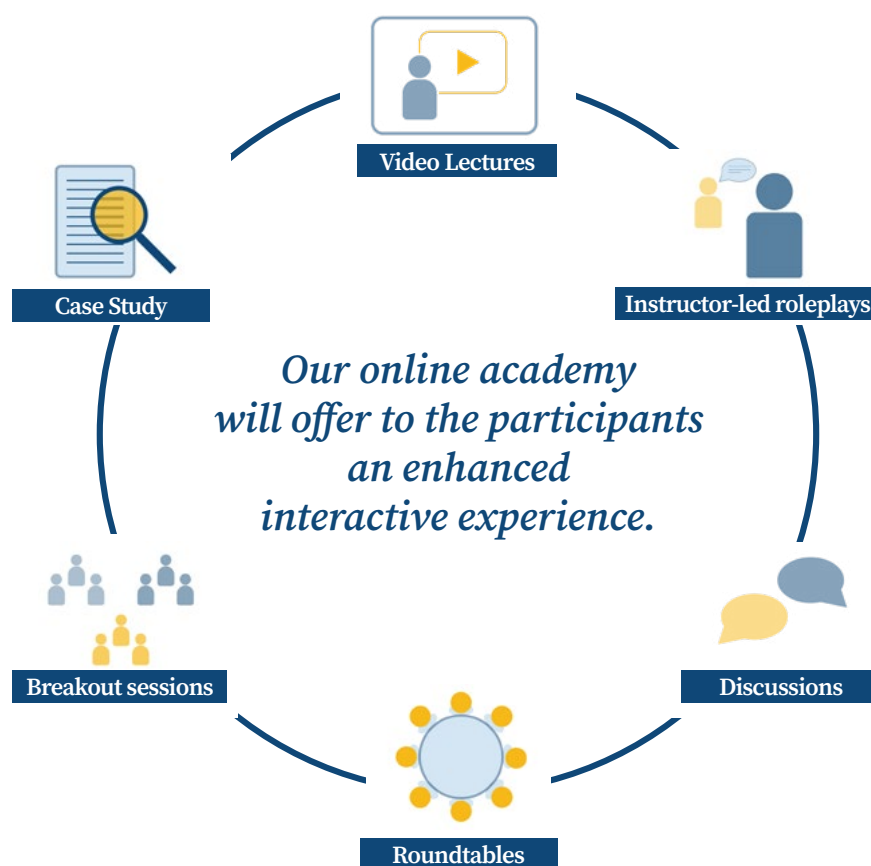 Video Lectures
Instructor-led roleplays
Case Study
Our online academy
will offer to the participants
an enhanced
interactive experience.
Breakout sessions
Discussions
Roundtables